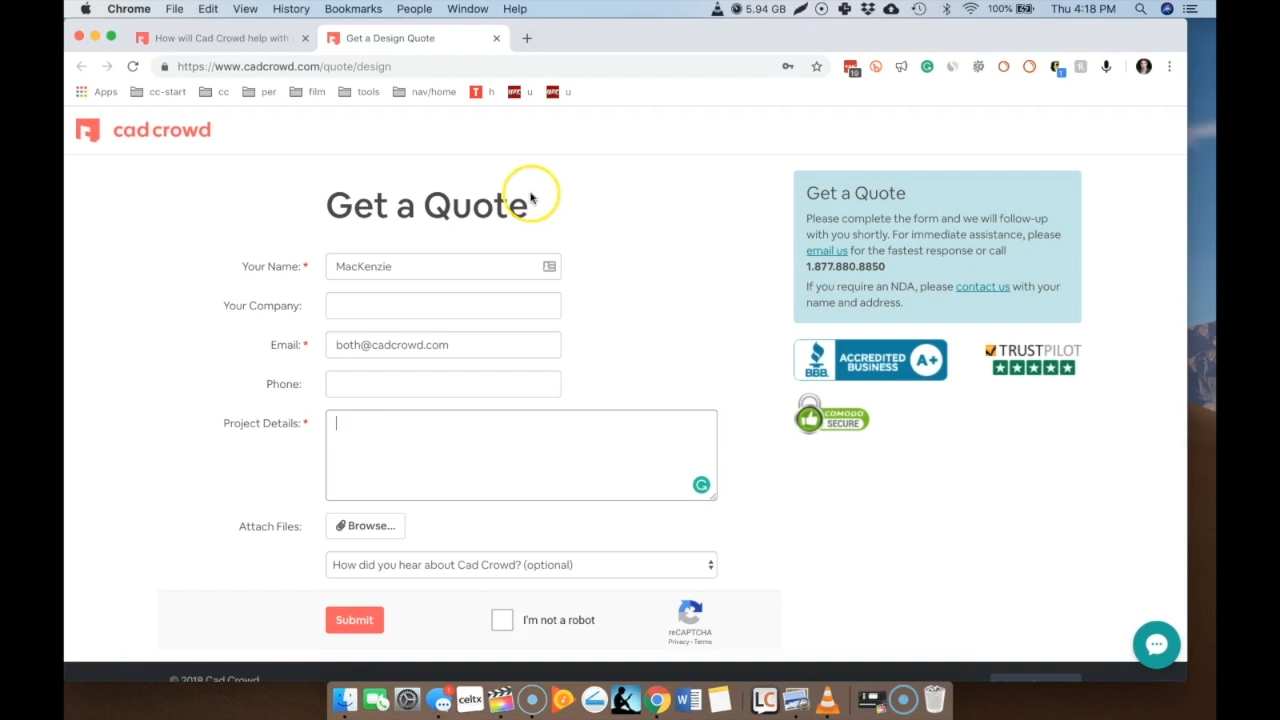 Chrome File Edit View History Bookmarks People Window Help 5.94 GB 100% Thu 4:18 PM
How will Cad Crowd help with Get a Design Quote
https://www.cadcrowd.com/quote/design
19 1
Apps cc-start cc per film tools nav/home T h UFC u UFC u
cad crowd
Get a Quote
Your Name: * MacKenzie
Your Company:
Email: * both@cadcrowd.com
Phone:
Project Details: *
Attach Files: Browse...
How did you hear about Cad Crowd? (optional)
Submit I'm not a robot
reCAPTCHA
Privacy - Terms
Get a Quote
Please complete the form and we will follow-up
with you shortly. For immediate assistance, please
email us for the fastest response or call
1.877.880.8850
If you require an NDA, please contact us with your
name and address.
BBB. ACCREDITED BUSINESS A+
TRUSTPILOT
COMODO
SECURE
© 2018 Cad Crowd
celtx W LC